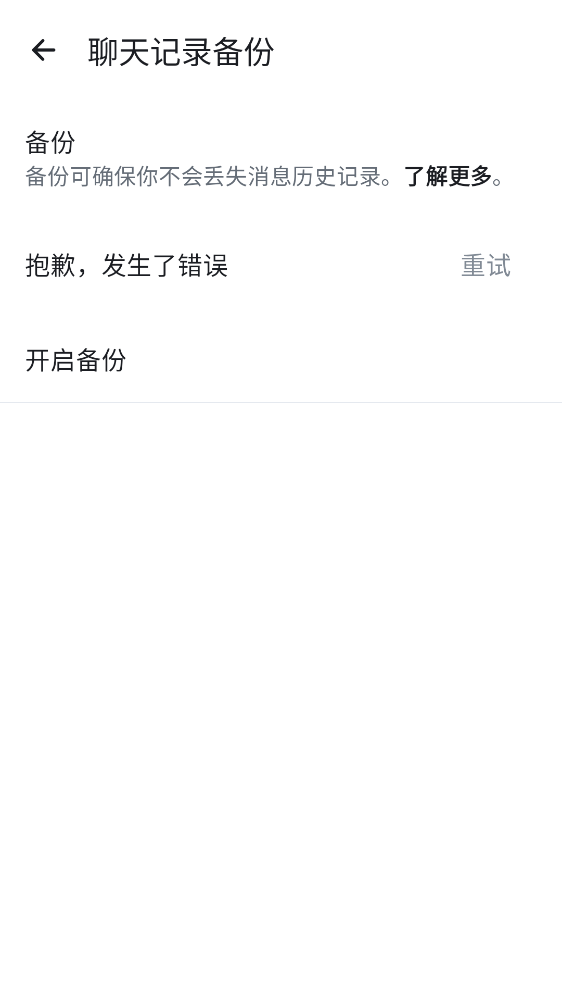 聊天记录备份
备份
备份可确保你不会丢失消息历史记录。了解更多。
抱歉，发生了错误
重试
开启备份